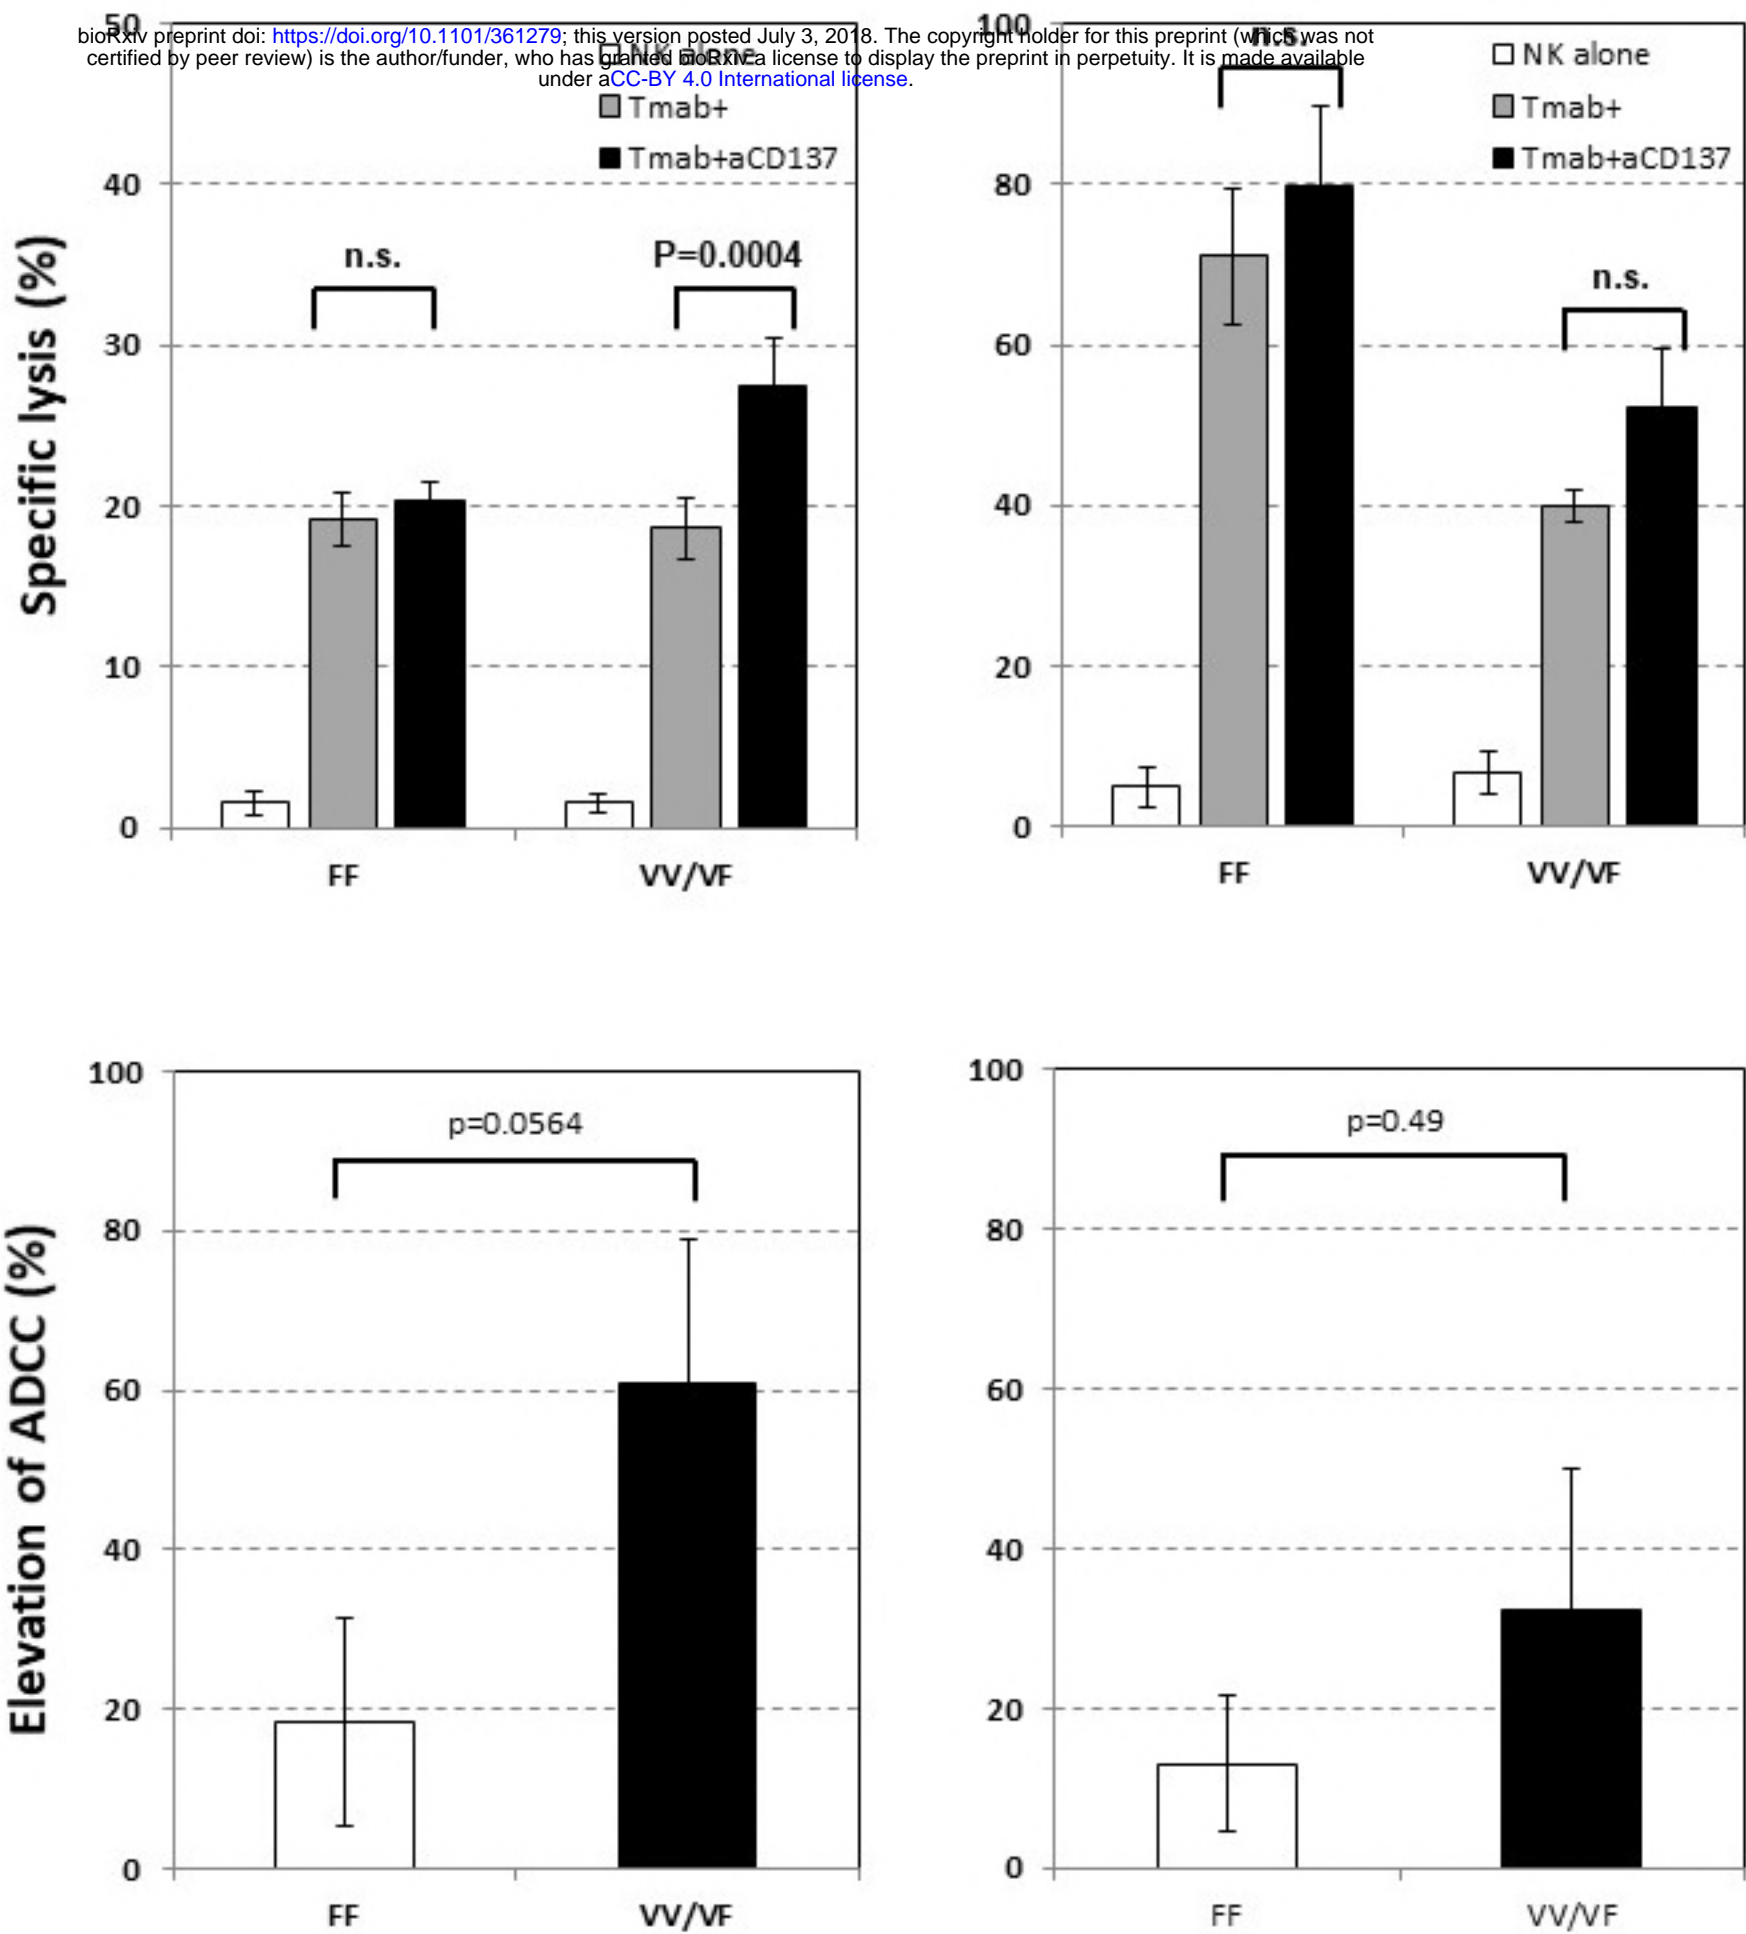 bioRxiv preprint doi: https://doi.org/10.1101/361279; this version posted July 3, 2018. The copyright holder for this preprint (which was not
certified by peer review) is the author/funder, who has granted bioRxiv a license to display the preprint in perpetuity. It is made available
under aCC-BY 4.0 International license.
Specific lysis (%)
50
40
30
20
10
0
NK alone
Tmab+
Tmab+aCD137
n.s.
P=0.0004
FF
VV/VF
100
80
60
40
20
0
NK alone
Tmab+
Tmab+aCD137
n.s.
n.s.
FF
VV/VF
Elevation of ADCC (%)
100
80
60
40
20
0
p=0.0564
FF
VV/VF
100
80
60
40
20
0
p=0.49
FF
VV/VF